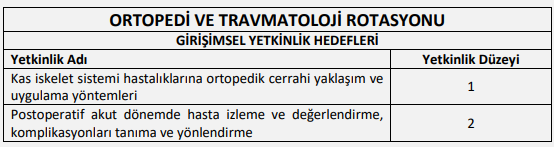 ORTOPEDİ VE TRAVMATOLOJİ ROTASYONU
GİRİŞİMSEL YETKİNLİK HEDEFLERİ
Yetkinlik Adı Yetkinlik Düzeyi
Kas iskelet sistemi hastalıklarına ortopedik cerrahi yaklaşım ve
uygulama yöntemleri
1
Postoperatif akut dönemde hasta izleme ve değerlendirme,
komplikasyonları tanıma ve yönlendirme
2